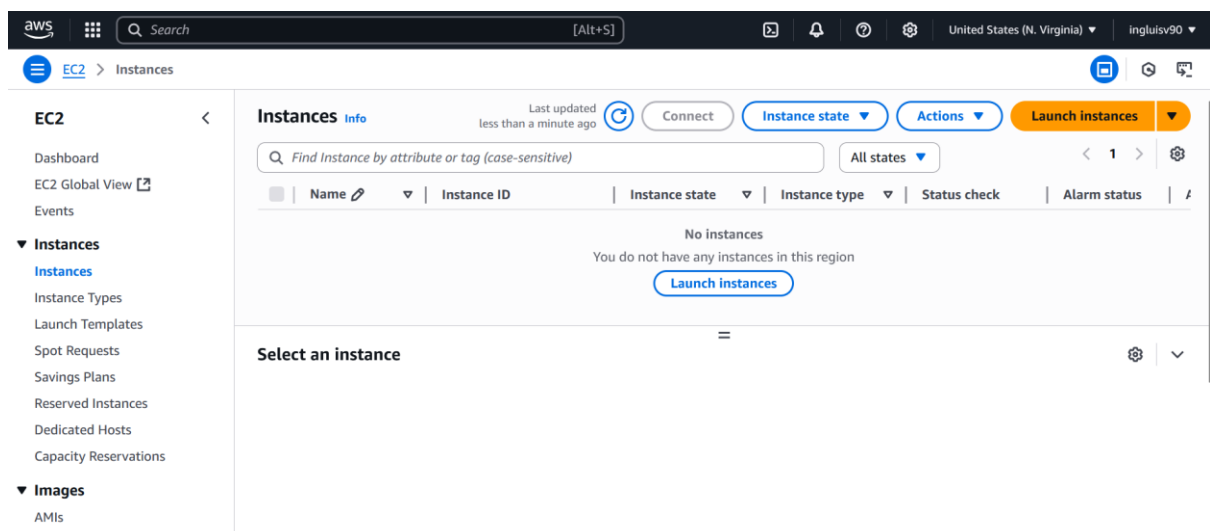 aws
Search [Alt+S] United States (N. Virginia) ingluisv90
EC2 > Instances
EC2
Dashboard
EC2 Global View
Events
Instances
Instances
Instance Types
Launch Templates
Spot Requests
Savings Plans
Reserved Instances
Dedicated Hosts
Capacity Reservations
Images
AMIs
Instances Info
Last updated
less than a minute ago
Connect Instance state Actions Launch instances
Find Instance by attribute or tag (case-sensitive) All states 1
Name Instance ID Instance state Instance type Status check Alarm status
No instances
You do not have any instances in this region
Launch instances
Select an instance